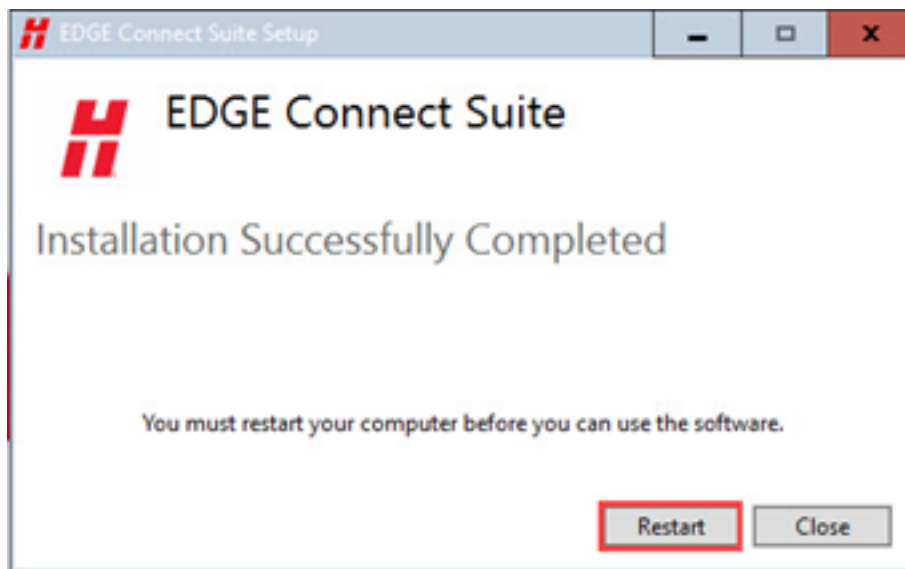 EDGE Connect Suite Setup
EDGE Connect Suite
Installation Successfully Completed
You must restart your computer before you can use the software.
Restart
Close